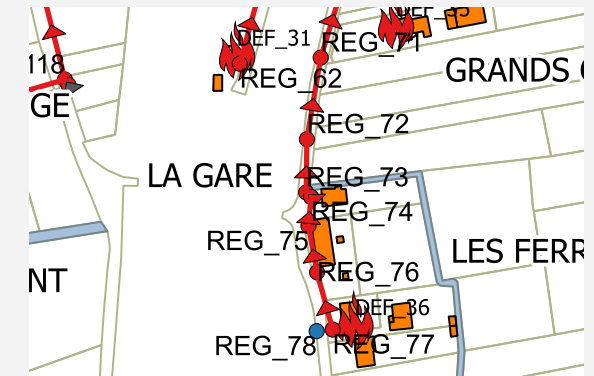 DEF_35
DEF_31
REG_71
118
REG_62
GRANDS
GE
REG_72
LA GARE
REG_73
REG_74
REG_75
LES FERR
REG_76
NT
DEF_36
REG_78
REG_77